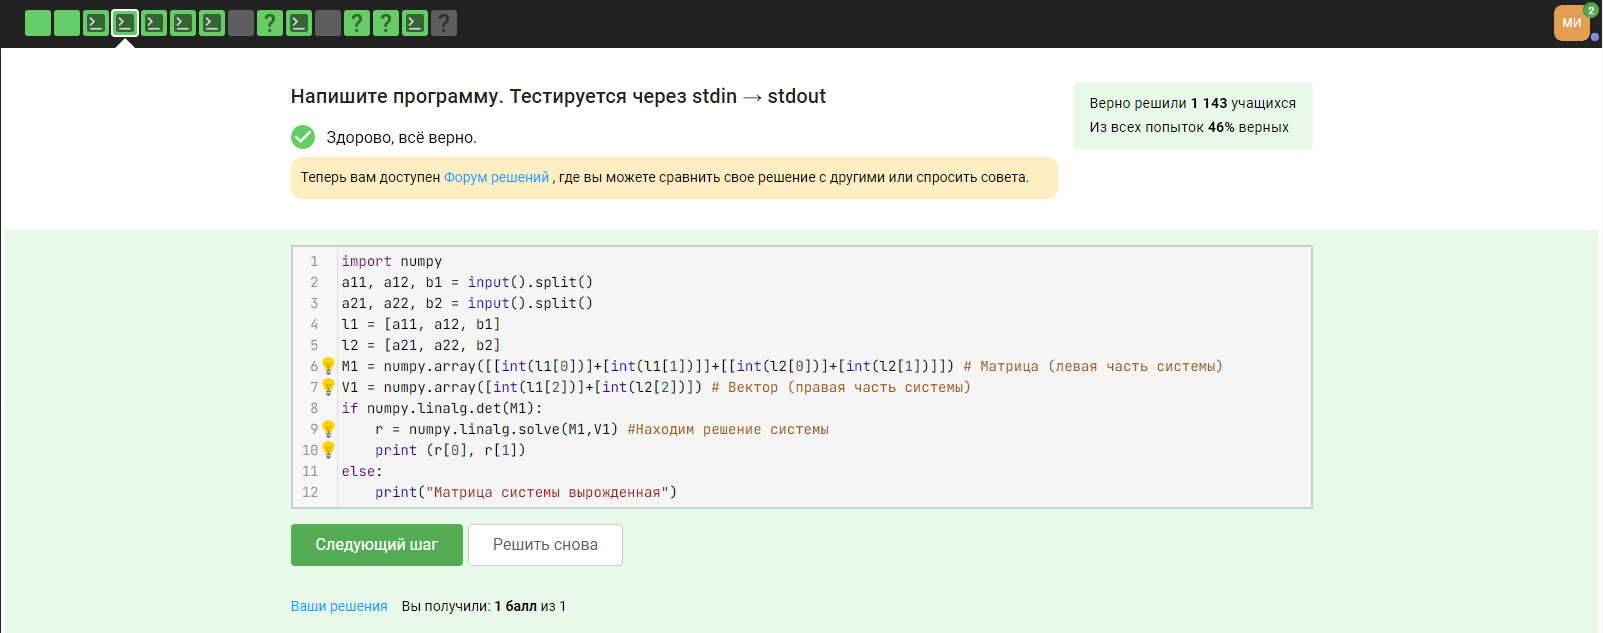 МИ
2
Напишите программу. Тестируется через stdin → stdout
Верно решили 1 143 учащихся
Из всех попыток 46% верных
Здорово, всё верно.
Теперь вам доступен Форум решений , где вы можете сравнить свое решение с другими или спросить совета.
1 import numpy
2 a11, a12, b1 = input().split()
3 a21, a22, b2 = input().split()
4 l1 = [a11, a12, b1]
5 l2 = [a21, a22, b2]
6 M1 = numpy.array([[int(l1[0])]+[int(l1[1])]]+[[int(l2[0])]+[int(l2[1])]]) # Матрица (левая часть системы)
7 V1 = numpy.array([int(l1[2])]+[int(l2[2])]) # Вектор (правая часть системы)
8 if numpy.linalg.det(M1):
9 r = numpy.linalg.solve(M1,V1) #Находим решение системы
10 print (r[0], r[1])
11 else:
12 print("Матрица системы вырожденная")
Следующий шаг
Решить снова
Ваши решения Вы получили: 1 балл из 1